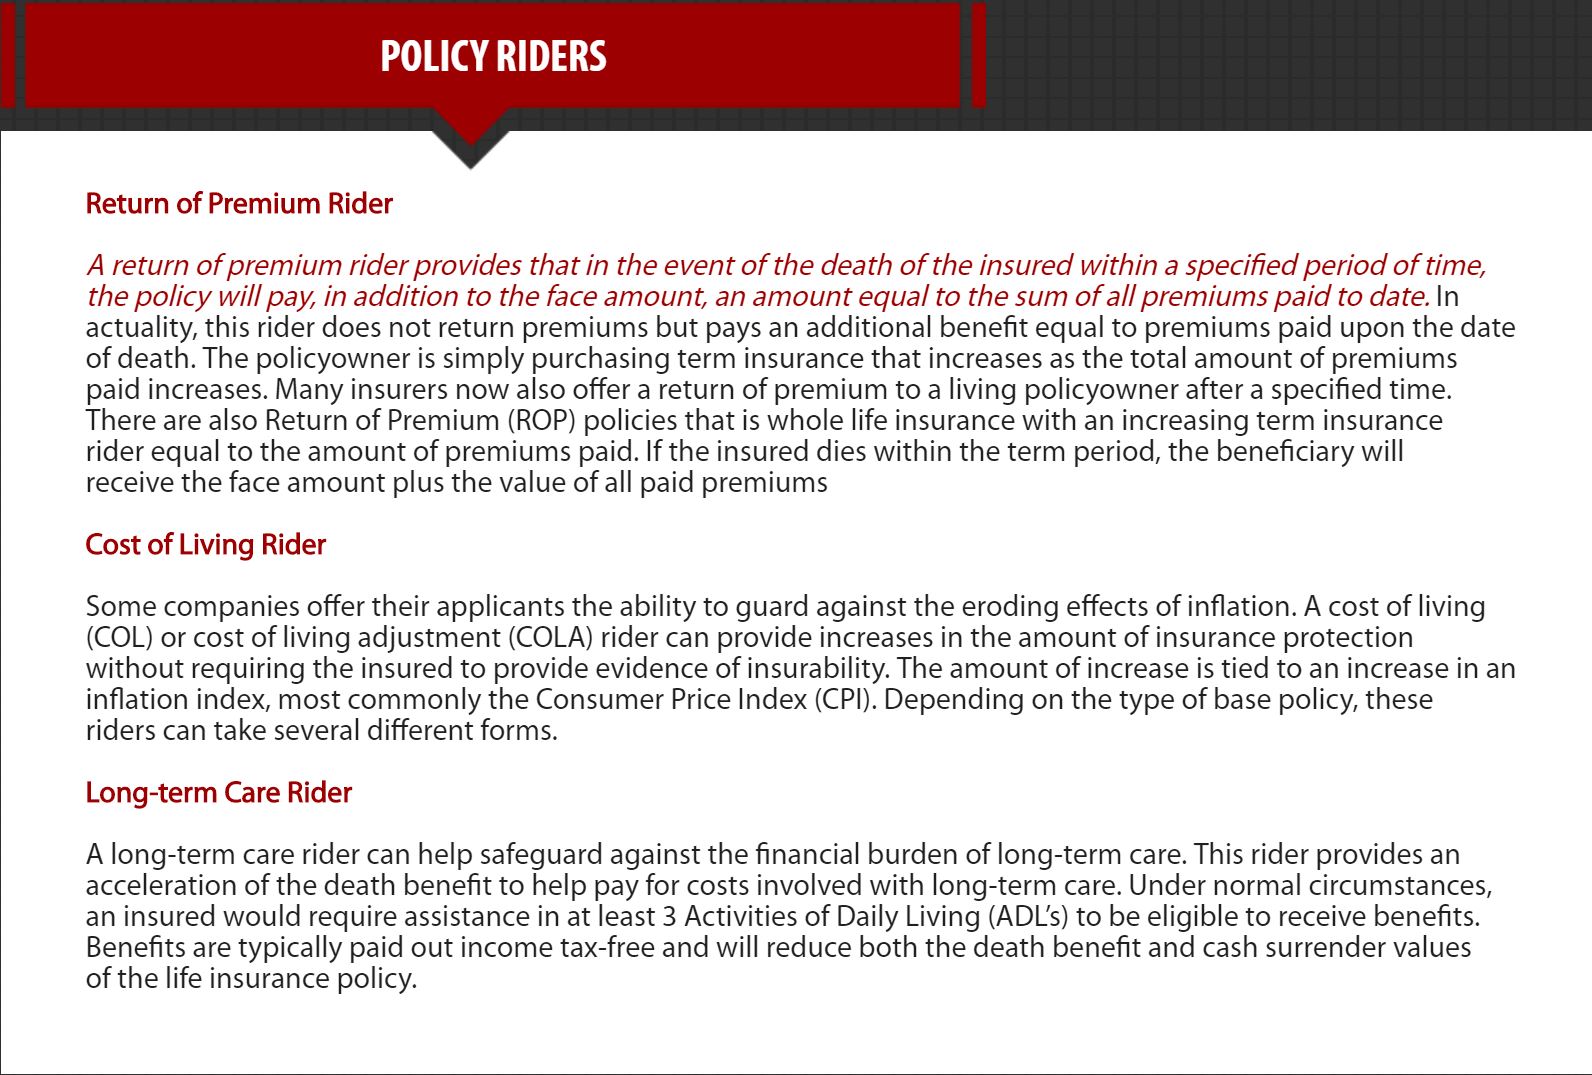 POLICY RIDERS
Return of Premium Rider
A return of premium rider provides that in the event of the death of the insured within a specified period of time,
the policy will pay, in addition to the face amount, an amount equal to the sum of all premiums paid to date. In
actuality, this rider does not return premiums but pays an additional benefit equal to premiums paid upon the date
of death. The policyowner is simply purchasing term insurance that increases as the total amount of premiums
paid increases. Many insurers now also offer a return of premium to a living policyowner after a specified time.
There are also Return of Premium (ROP) policies that is whole life insurance with an increasing term insurance
rider equal to the amount of premiums paid. If the insured dies within the term period, the beneficiary will
receive the face amount plus the value of all paid premiums
Cost of Living Rider
Some companies offer their applicants the ability to guard against the eroding effects of inflation. A cost of living
(COL) or cost of living adjustment (COLA) rider can provide increases in the amount of insurance protection
without requiring the insured to provide evidence of insurability. The amount of increase is tied to an increase in an
inflation index, most commonly the Consumer Price Index (CPI). Depending on the type of base policy, these
riders can take several different forms.
Long-term Care Rider
A long-term care rider can help safeguard against the financial burden of long-term care. This rider provides an
acceleration of the death benefit to help pay for costs involved with long-term care. Under normal circumstances,
an insured would require assistance in at least 3 Activities of Daily Living (ADL’s) to be eligible to receive benefits.
Benefits are typically paid out income tax-free and will reduce both the death benefit and cash surrender values
of the life insurance policy.